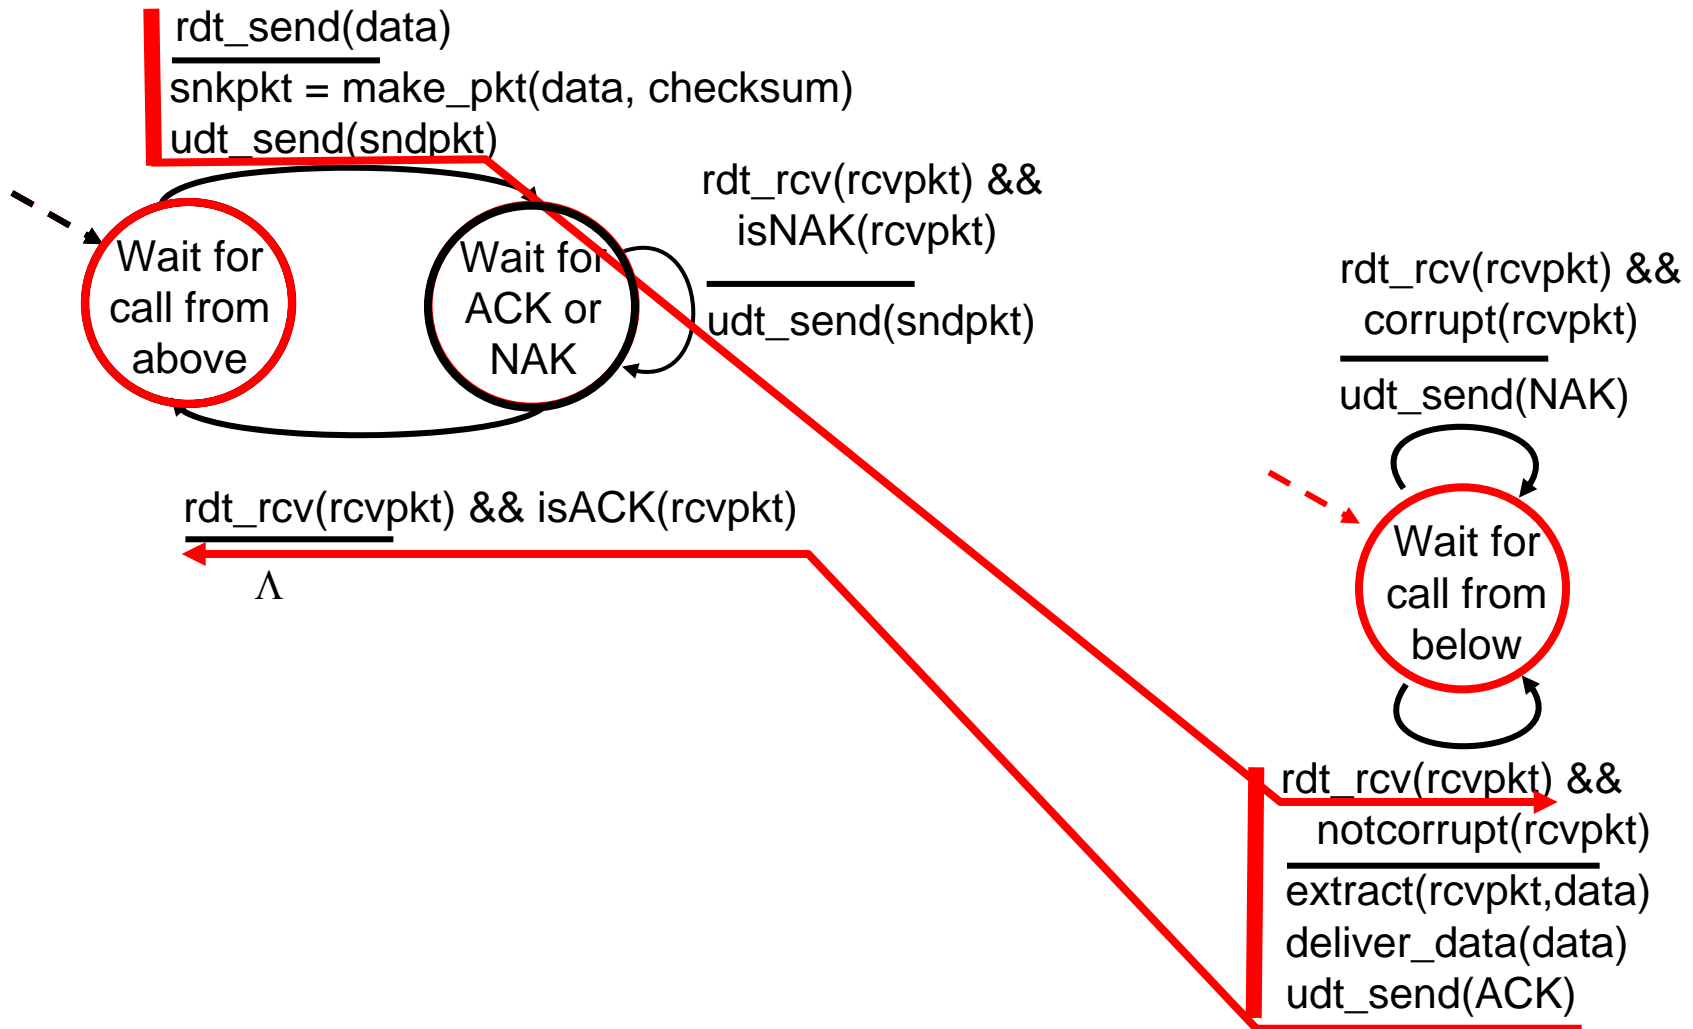 rdt_send(data)
snkpkt = make_pkt(data, checksum)
udt_send(sndpkt)
rdt_rcv(rcvpkt) &&
isNAK(rcvpkt)
udt_send(sndpkt)
Wait for
call from
above
Wait for
ACK or
NAK
rdt_rcv(rcvpkt) && isACK(rcvpkt)
Λ
rdt_rcv(rcvpkt) &&
corrupt(rcvpkt)
udt_send(NAK)
Wait for
call from
below
rdt_rcv(rcvpkt) &&
notcorrupt(rcvpkt)
extract(rcvpkt,data)
deliver_data(data)
udt_send(ACK)